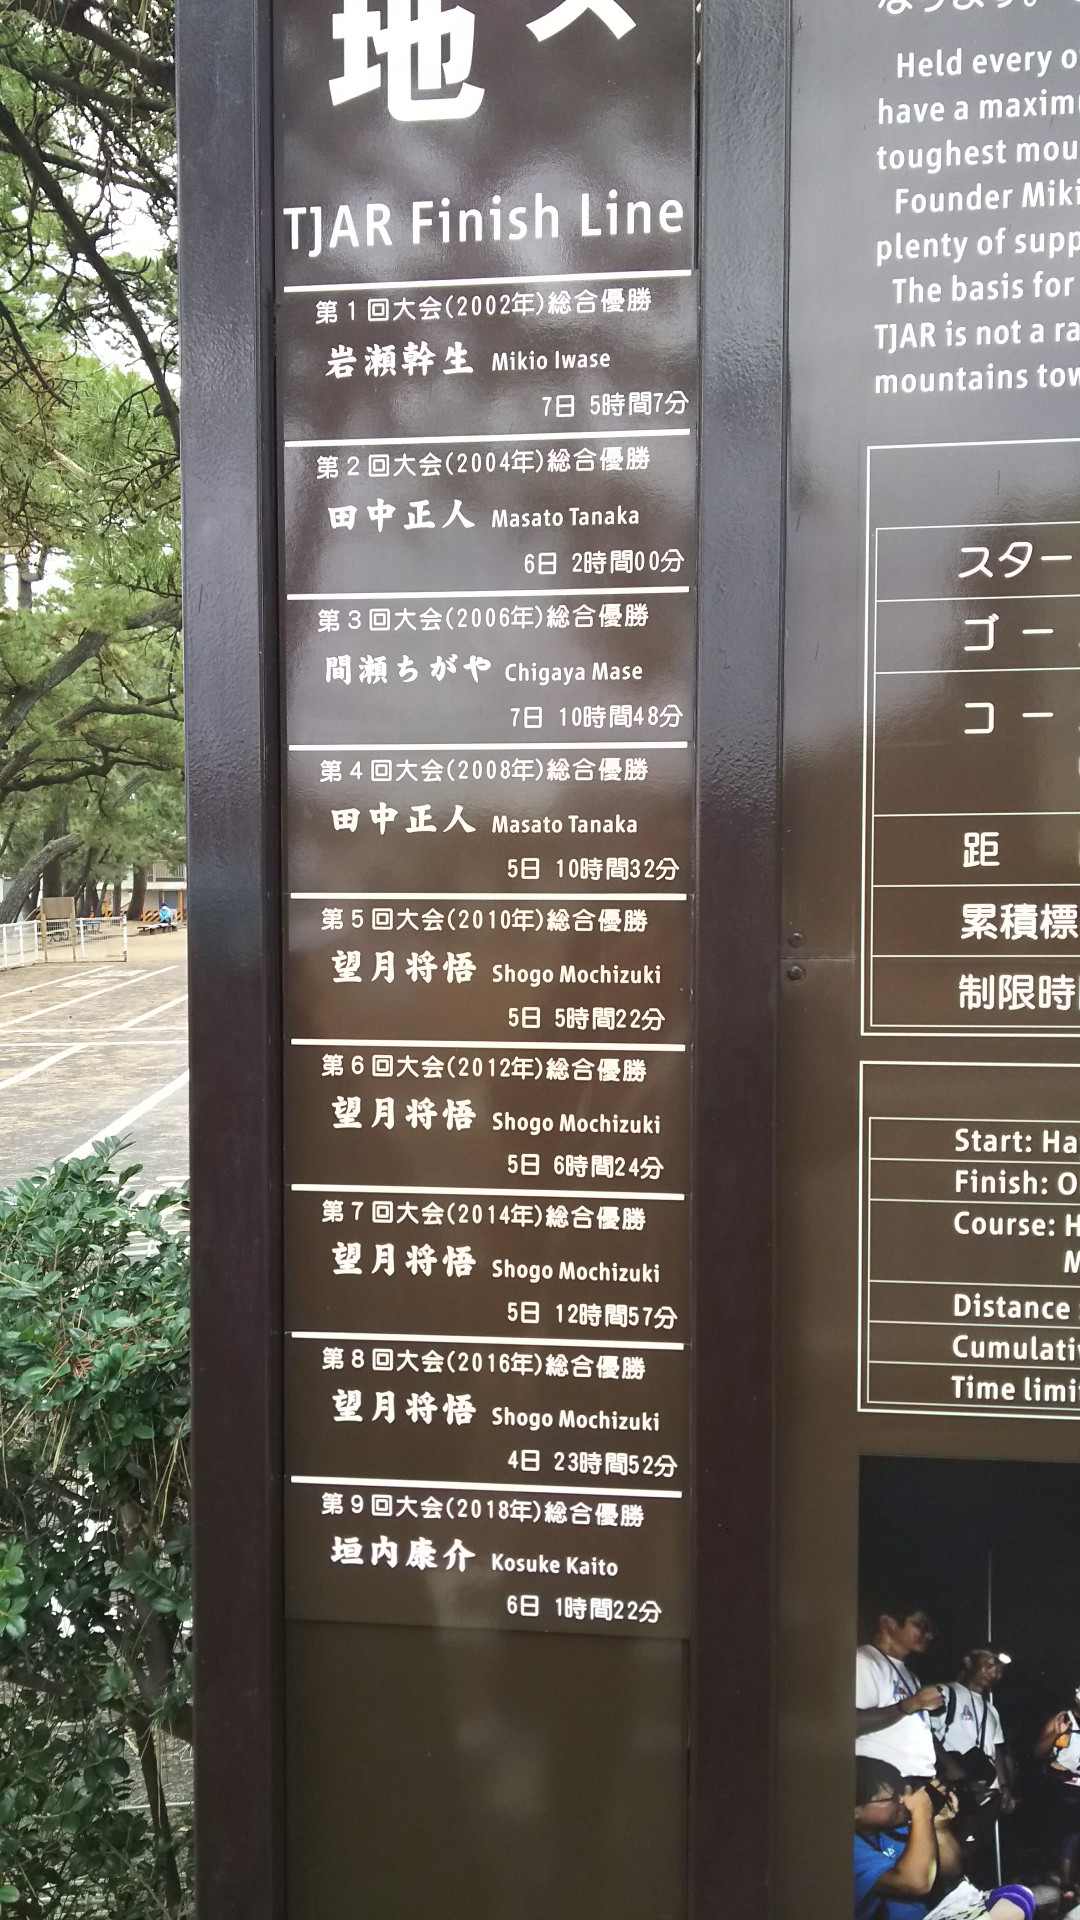 地
TJAR Finish Line
第1回大会(2002年)総合優勝
岩瀬幹生 Mikio Iwase
7日 5時間7分
第2回大会(2004年)総合優勝
田中正人 Masato Tanaka
6日 2時間00分
第3回大会(2006年)総合優勝
間瀬ちがや Chigaya Mase
7日 10時間48分
第4回大会(2008年)総合優勝
田中正人 Masato Tanaka
5日 10時間32分
第5回大会(2010年)総合優勝
望月将悟 Shogo Mochizuki
5日 5時間22分
第6回大会(2012年)総合優勝
望月将悟 Shogo Mochizuki
5日 6時間24分
第7回大会(2014年)総合優勝
望月将悟 Shogo Mochizuki
5日 12時間57分
第8回大会(2016年)総合優勝
望月将悟 Shogo Mochizuki
4日 23時間52分
第9回大会(2018年)総合優勝
垣内康介 Kosuke Kaito
6日 1時間22分
なります。
Held every o
have a maxim
toughest mou
Founder Miki
plenty of supp
The basis for
TJAR is not a ra
mountains tow
スター
ゴー
コー
距
累積標
制限時
Start: Ha
Finish: O
Course: H
M
Distance
Cumulati
Time limi